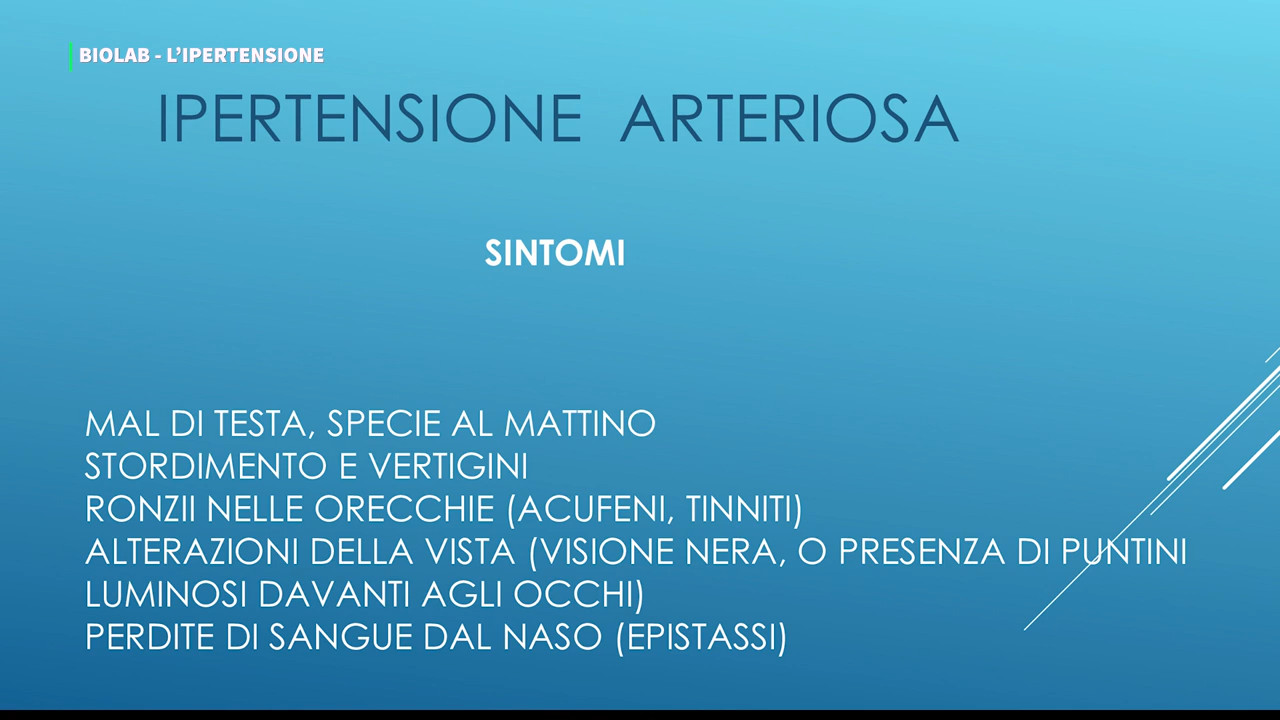 BIOLAB - L'IPERTENSIONE
IPERTENSIONE ARTERIOSA
SINTOMI
MAL DI TESTA, SPECIE AL MATTINO
STORDIMENTO E VERTIGINI
RONZII NELLE ORECCHIE (ACUFENI, TINNITI)
ALTERAZIONI DELLA VISTA (VISIONE NERA, O PRESENZA DI PUNTINI
LUMINOSI DAVANTI AGLI OCCHI)
PERDITE DI SANGUE DAL NASO (EPISTASSI)